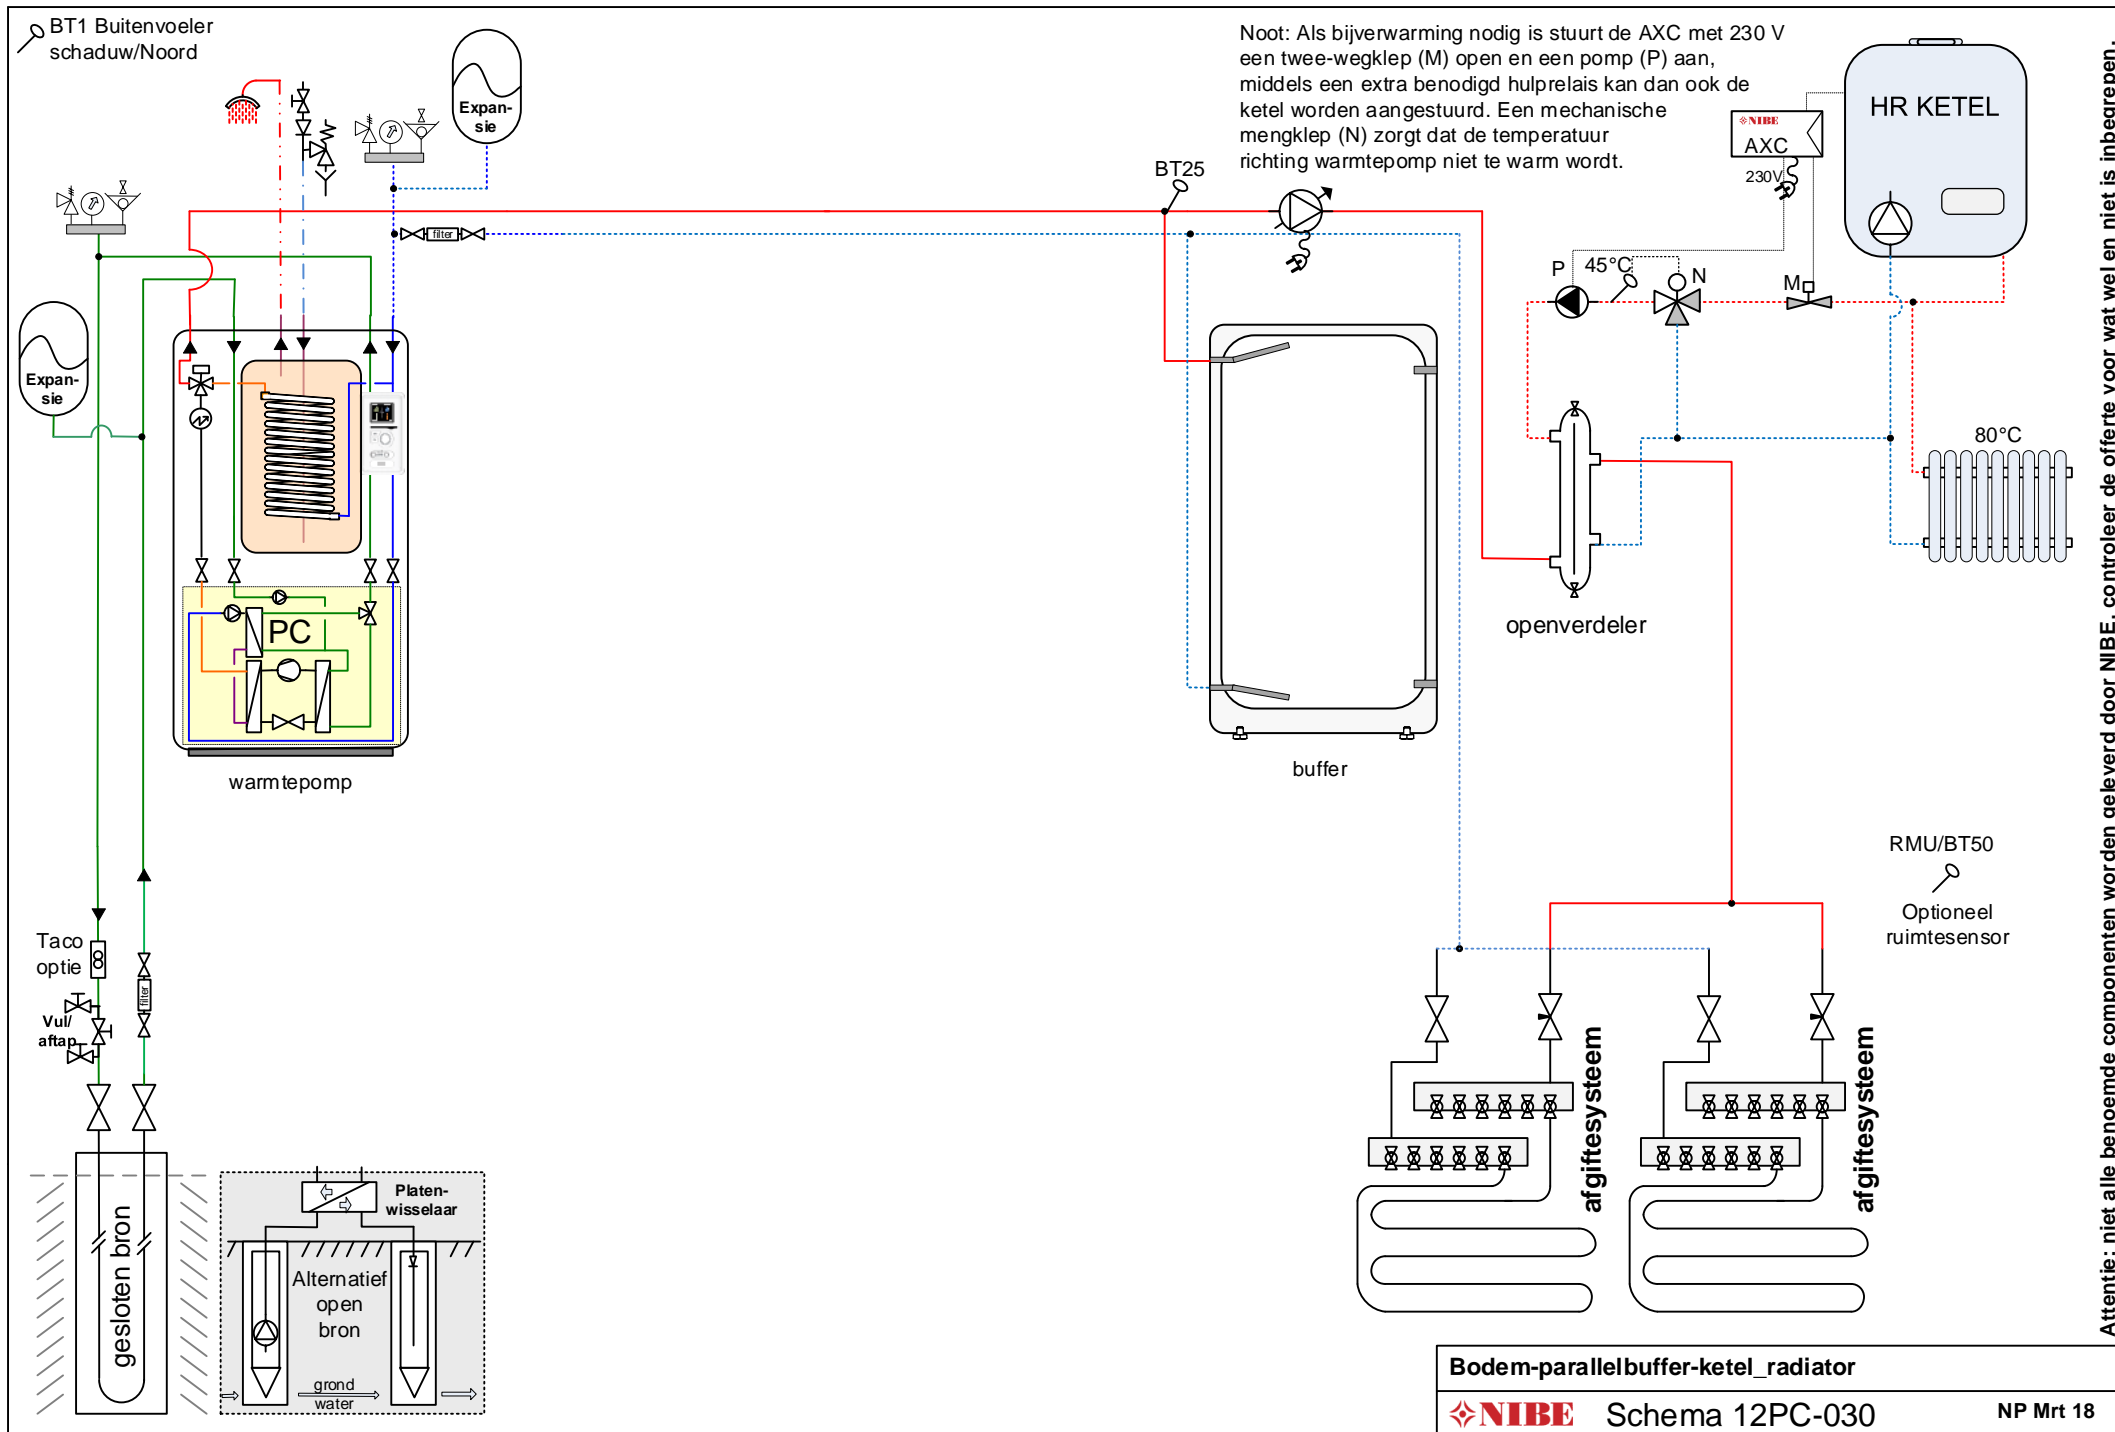 BT1 Buitenvoeler
schaduw/Noord
Expan-
sie
Noot: Als bijverwarming nodig is stuurt de AXC met 230 V
een twee-wegklep (M) open en een pomp (P) aan,
middels een extra benodigd hulprelais kan dan ook de
ketel worden aangestuurd. Een mechanische
mengklep (N) zorgt dat de temperatuur
richting warmtepomp niet te warm wordt.
HR KETEL
NIBE
AXC
230V
BT25
filter
P
45°C
N
M
Expan-
sie
80°C
PC
openverdeler
warmtepomp
buffer
RMU/BT50
Optioneel
ruimtesensor
Taco
optie
filter
Vul/
aftap
afgiftesysteem
afgiftesysteem
gesloten bron
Platen-
wisselaar
Alternatief
open
bron
grond
water
Attentie: niet alle benoemde componenten worden geleverd door NIBE, controleer de offerte voor wat wel en niet is inbegrepen.
Bodem-parallelbuffer-ketel_radiator
NIBE
Schema 12PC-030
NP Mrt 18